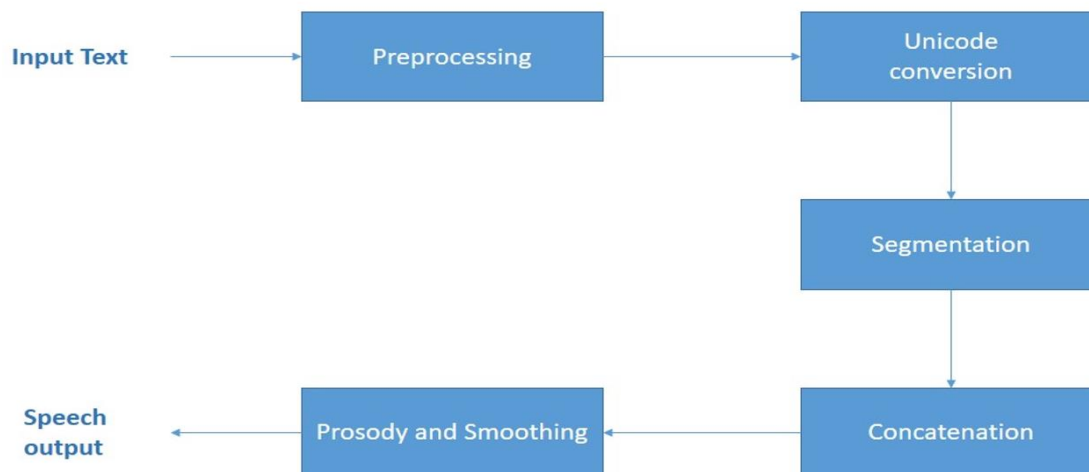 Input Text
Preprocessing
Unicode
conversion
Segmentation
Concatenation
Prosody and Smoothing
Speech
output